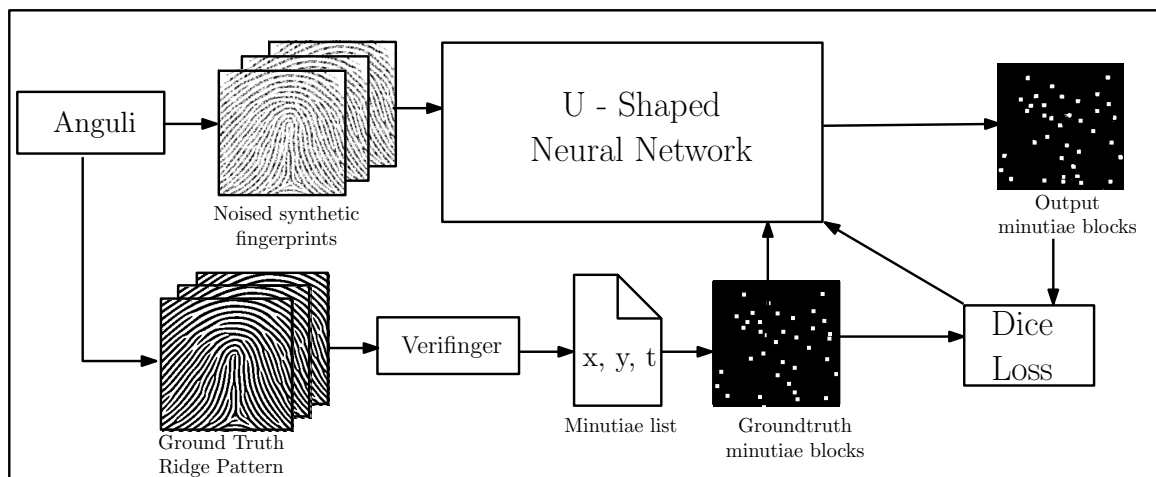 Anguli
Noised synthetic
fingerprints
U - Shaped
Neural Network
Output
minutiae blocks
Ground Truth
Ridge Pattern
Verifinger
x, y, t
Minutiae list
Groundtruth
minutiae blocks
Dice
Loss